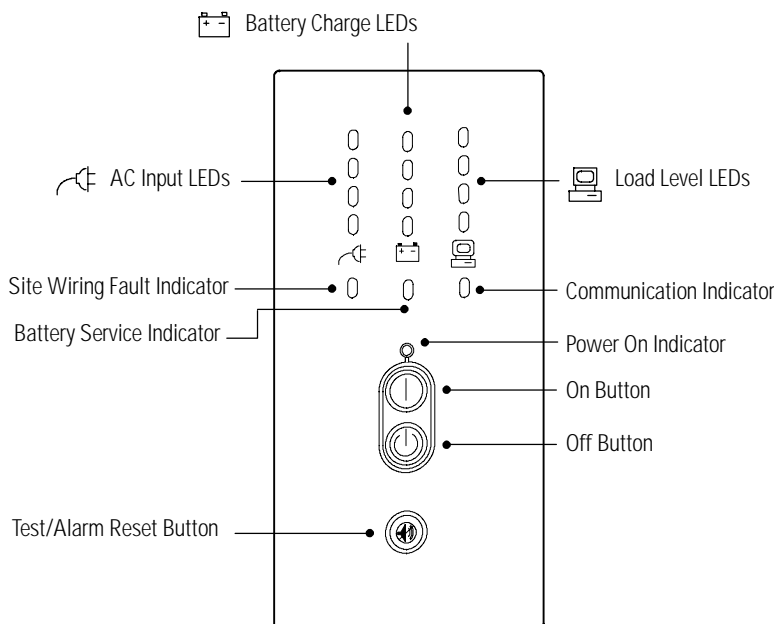 Battery Charge LEDs
AC Input LEDs
Load Level LEDs
Site Wiring Fault Indicator
Communication Indicator
Battery Service Indicator
Power On Indicator
On Button
Off Button
Test/Alarm Reset Button